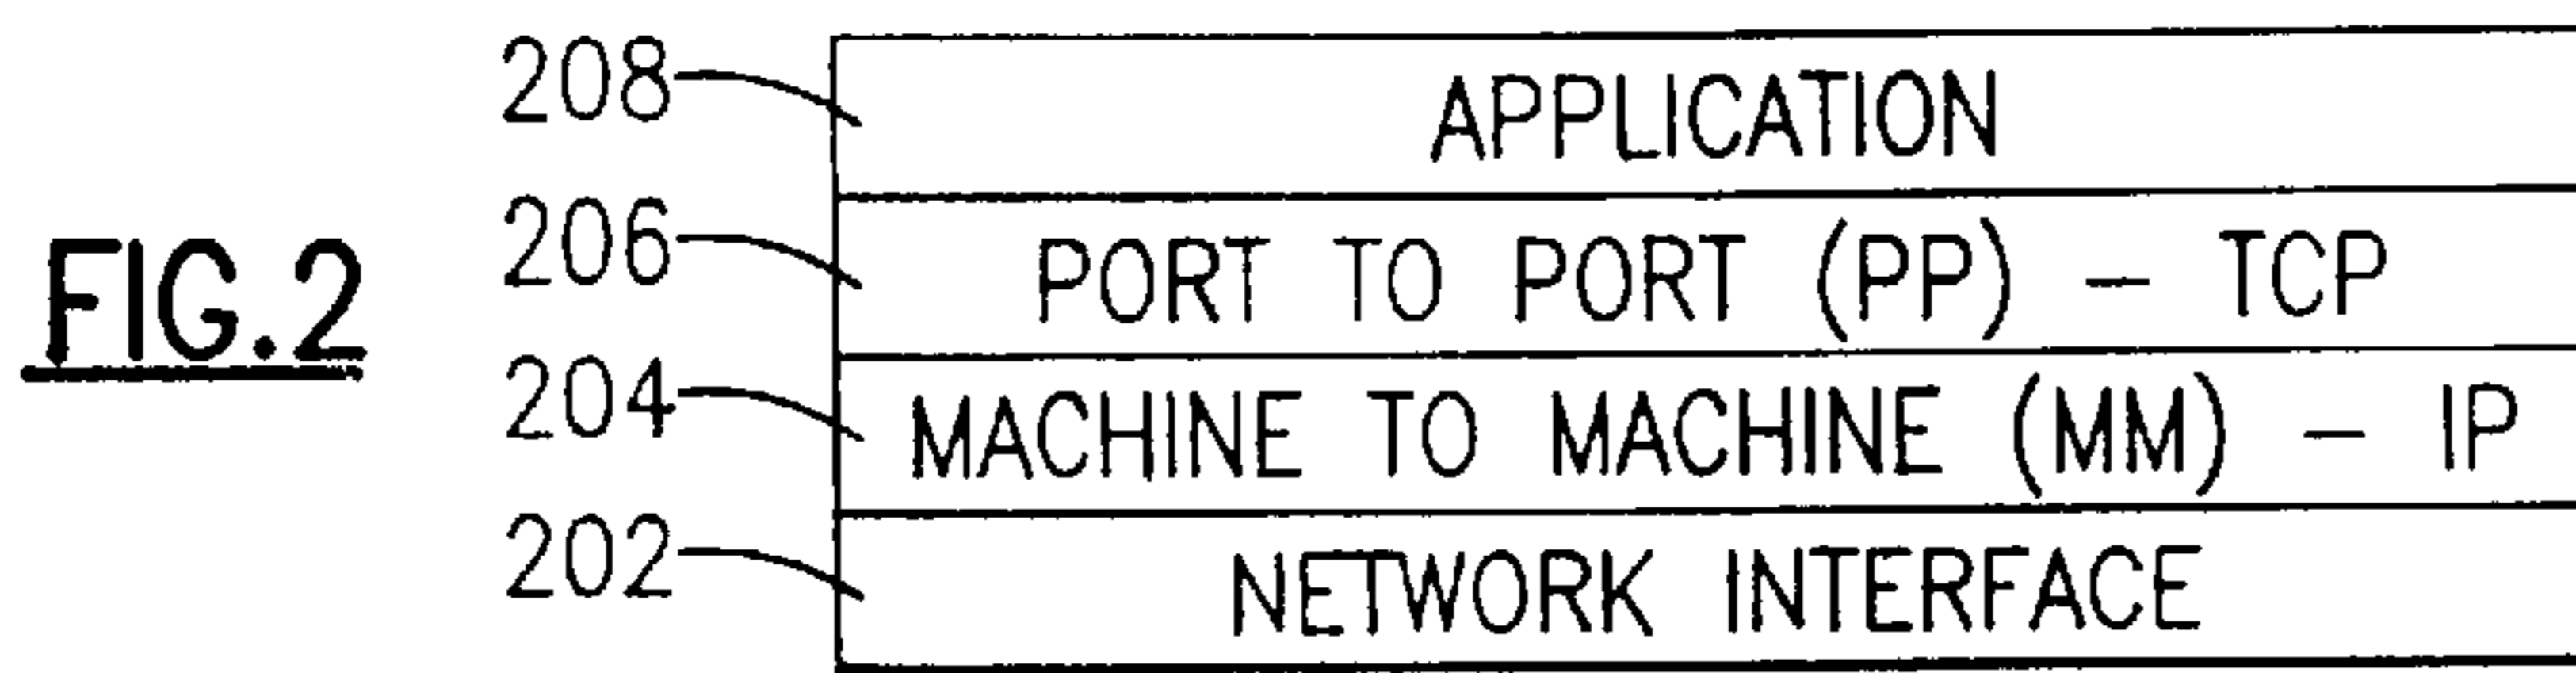 208
APPLICATION
206
PORT TO PORT (PP) – TCP
FIG.2
204
MACHINE TO MACHINE (MM) – IP
202
NETWORK INTERFACE